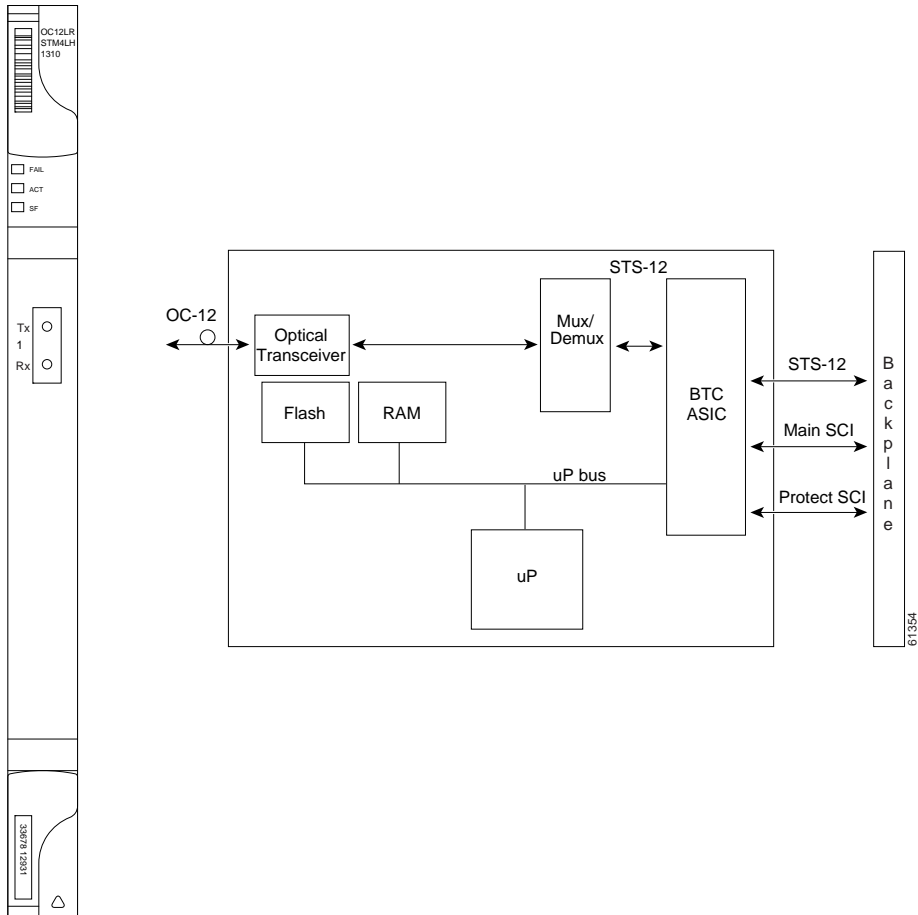 OC12LR
STM4LH
1310
FAIL
ACT
SF
Tx
1
Rx
33678 12931
OC-12
Optical
Transceiver
Flash
RAM
uP bus
uP
Mux/
Demux
STS-12
BTC
ASIC
STS-12
Main SCI
Protect SCI
Backplane
61354